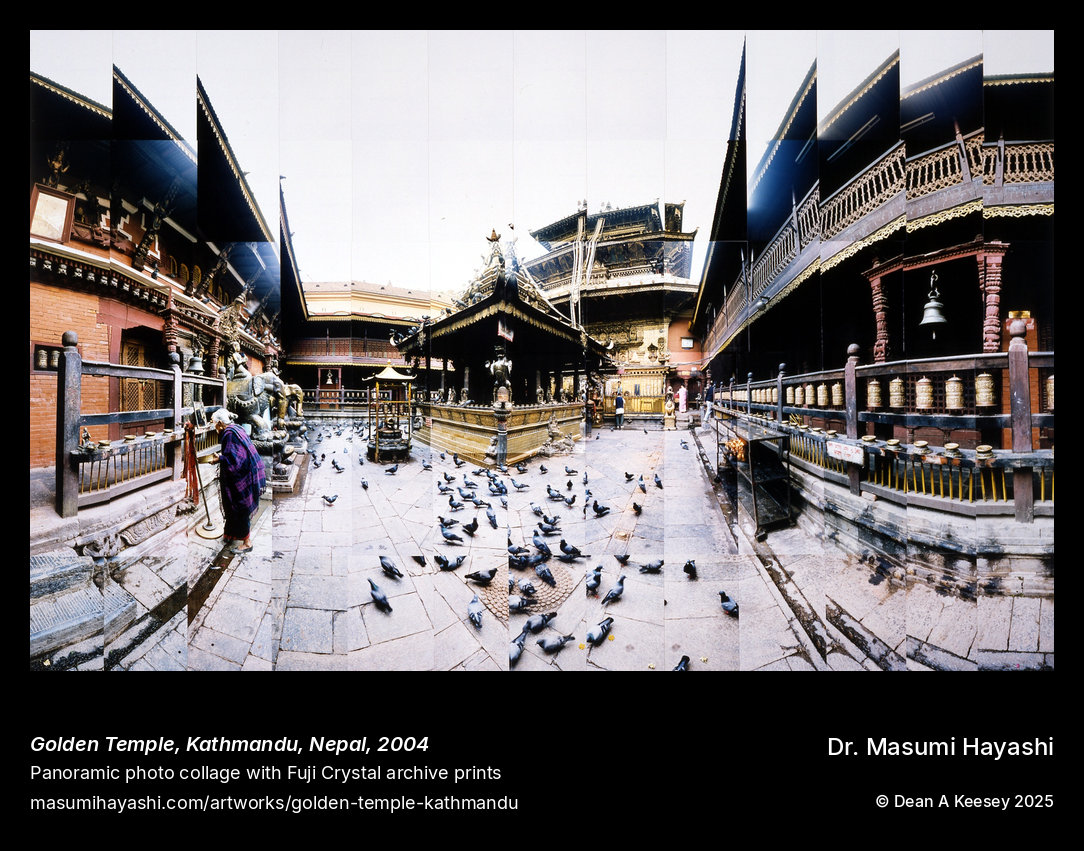 Golden Temple, Kathmandu, Nepal, 2004
Panoramic photo collage with Fuji Crystal archive prints
masumihayashi.com/artworks/golden-temple-kathmandu
Dr. Masumi Hayashi
© Dean A Keesey 2025